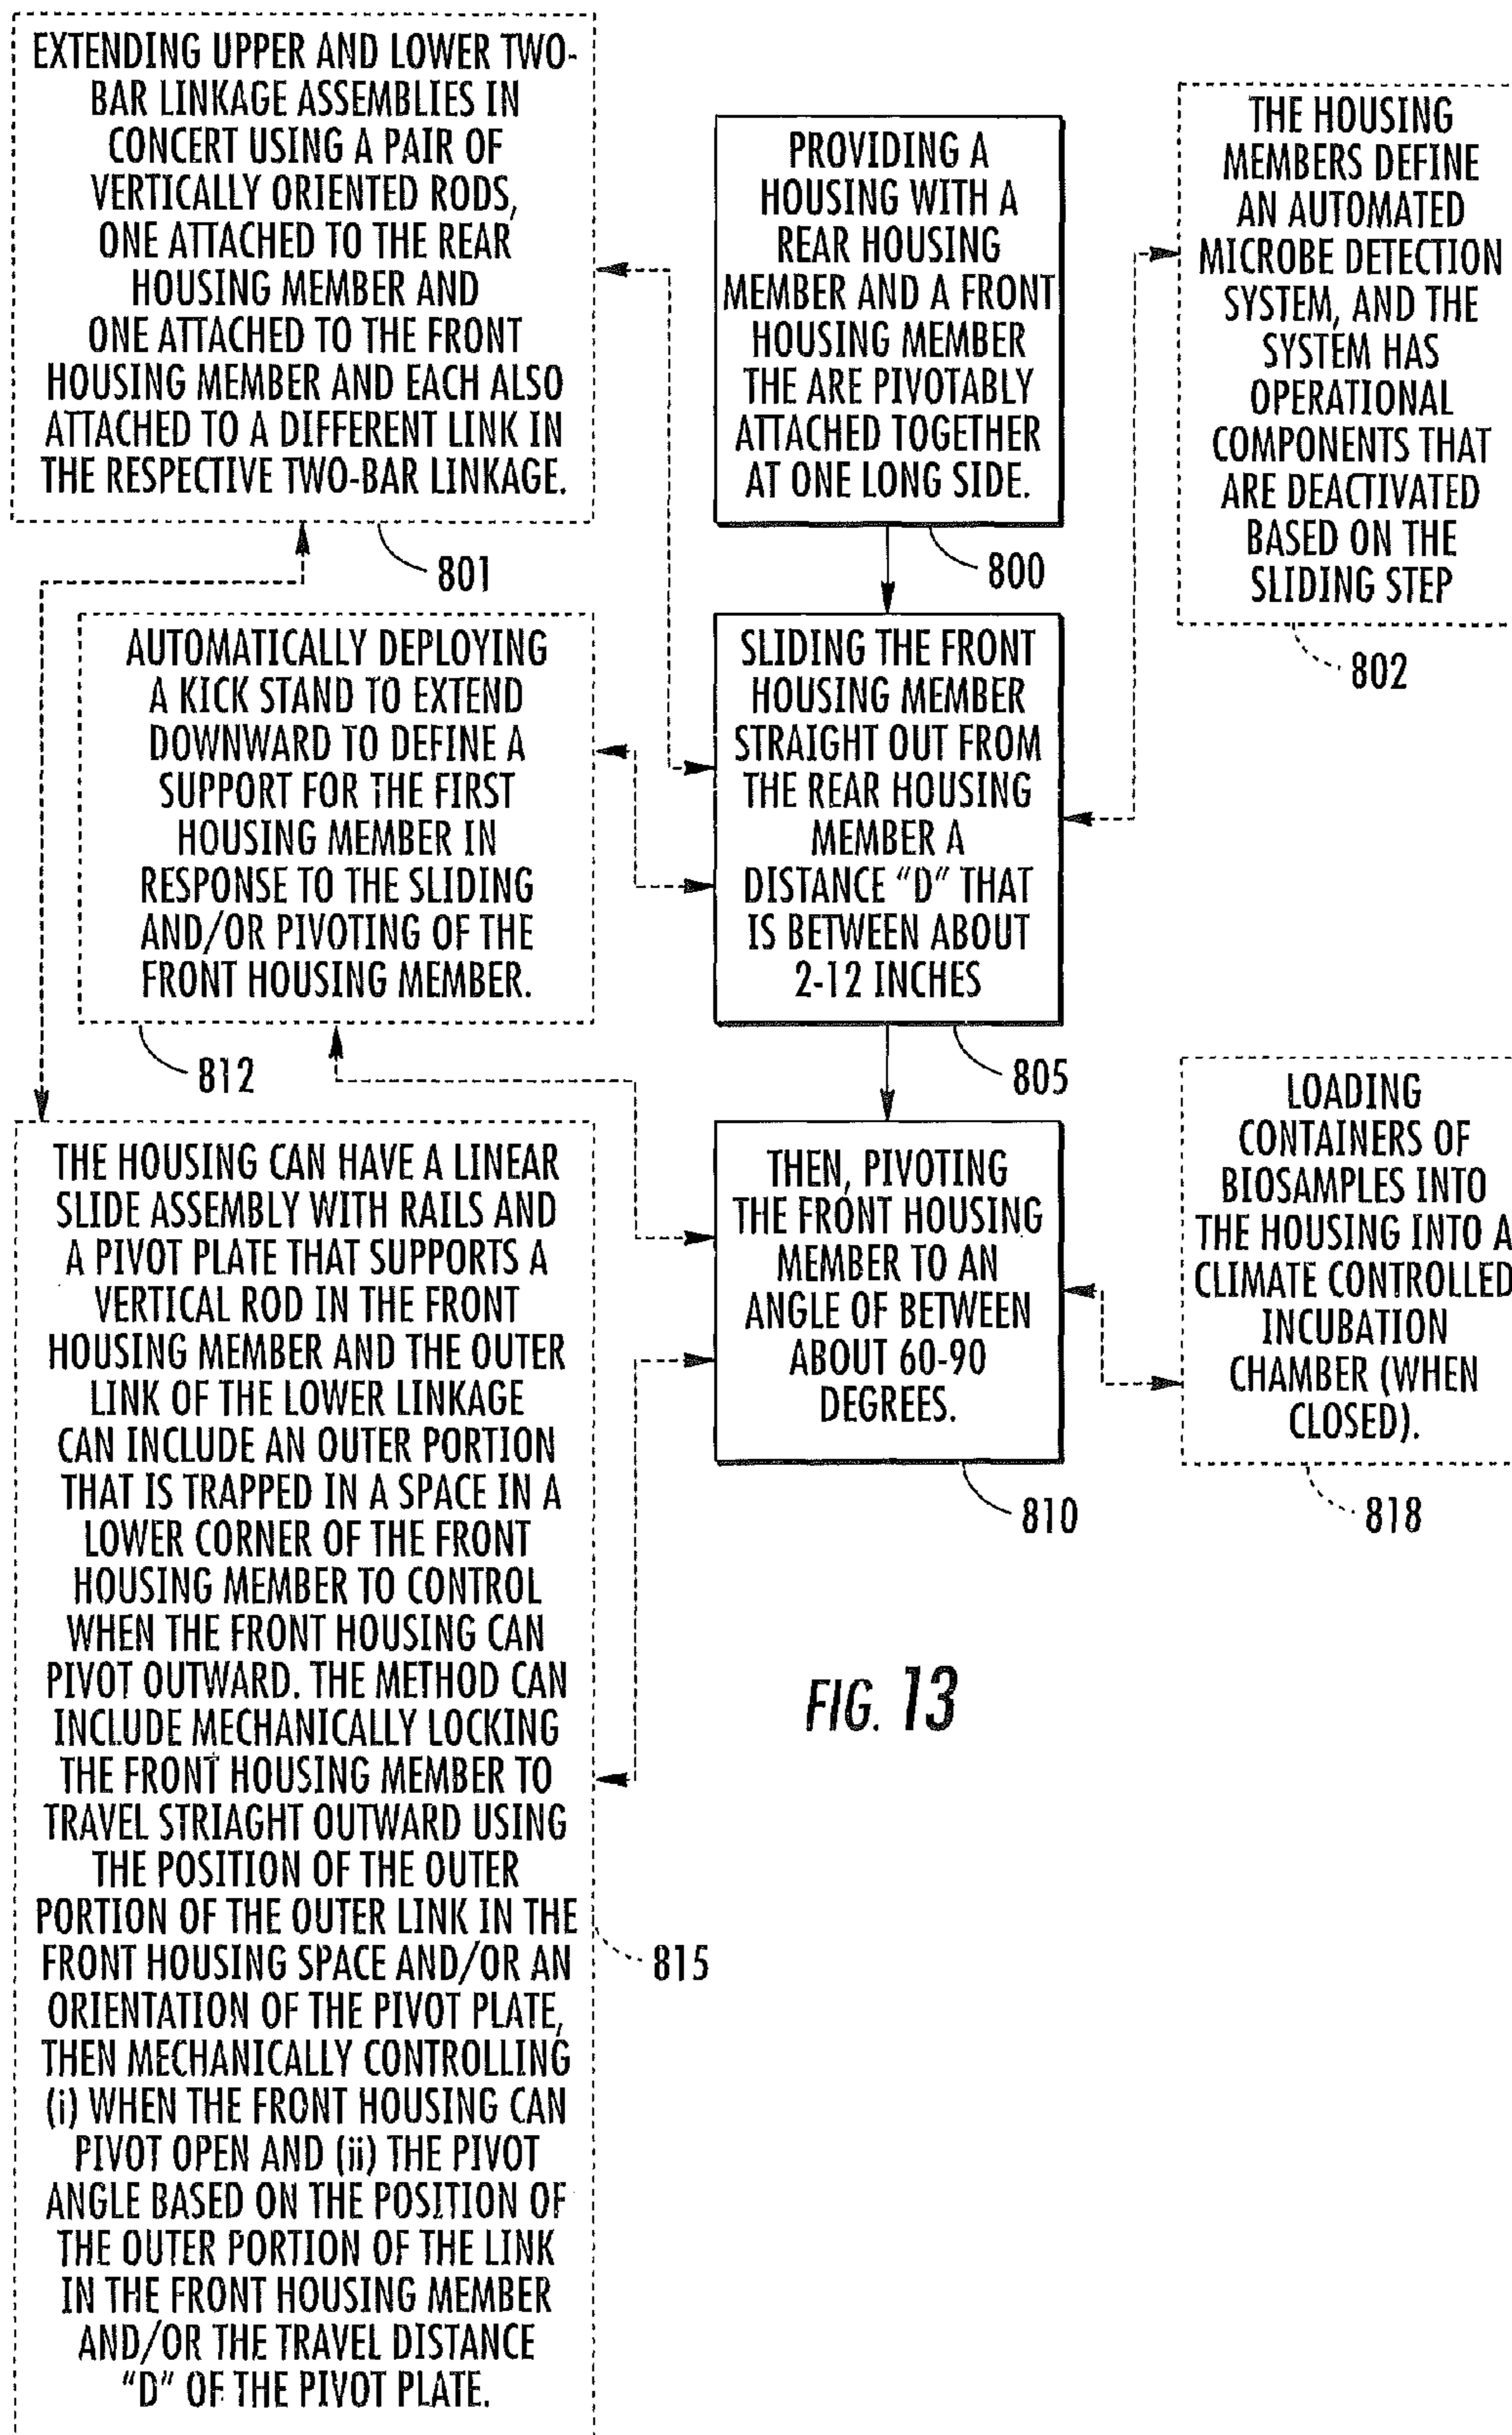 EXTENDING UPPER AND LOWER TWO-
BAR LINKAGE ASSEMBLIES IN
CONCERT USING A PAIR OF
VERTICALLY ORIENTED RODS,
ONE ATTACHED TO THE REAR
HOUSING MEMBER AND
ONE ATTACHED TO THE FRONT
HOUSING MEMBER AND EACH ALSO
ATTACHED TO A DIFFERENT LINK IN
THE RESPECTIVE TWO-BAR LINKAGE.
801
PROVIDING A
HOUSING WITH A
REAR HOUSING
MEMBER AND A FRONT
HOUSING MEMBER
THE ARE PIVOTABLY
ATTACHED TOGETHER
AT ONE LONG SIDE.
800
THE HOUSING
MEMBERS DEFINE
AN AUTOMATED
MICROBE DETECTION
SYSTEM, AND THE
SYSTEM HAS
OPERATIONAL
COMPONENTS THAT
ARE DEACTIVATED
BASED ON THE
SLIDING STEP
802
AUTOMATICALLY DEPLOYING
A KICK STAND TO EXTEND
DOWNWARD TO DEFINE A
SUPPORT FOR THE FIRST
HOUSING MEMBER IN
RESPONSE TO THE SLIDING
AND/OR PIVOTING OF THE
FRONT HOUSING MEMBER.
812
SLIDING THE FRONT
HOUSING MEMBER
STRAIGHT OUT FROM
THE REAR HOUSING
MEMBER A
DISTANCE "D" THAT
IS BETWEEN ABOUT
2-12 INCHES
805
THEN, PIVOTING
THE FRONT HOUSING
MEMBER TO AN
ANGLE OF BETWEEN
ABOUT 60-90
DEGREES.
810
LOADING
CONTAINERS OF
BIOSAMPLES INTO
THE HOUSING INTO A
CLIMATE CONTROLLED
INCUBATION
CHAMBER (WHEN
CLOSED).
818
THE HOUSING CAN HAVE A LINEAR
SLIDE ASSEMBLY WITH RAILS AND
A PIVOT PLATE THAT SUPPORTS A
VERTICAL ROD IN THE FRONT
HOUSING MEMBER AND THE OUTER
LINK OF THE LOWER LINKAGE
CAN INCLUDE AN OUTER PORTION
THAT IS TRAPPED IN A SPACE IN A
LOWER CORNER OF THE FRONT
HOUSING MEMBER TO CONTROL
WHEN THE FRONT HOUSING CAN
PIVOT OUTWARD. THE METHOD CAN
INCLUDE MECHANICALLY LOCKING
THE FRONT HOUSING MEMBER TO
TRAVEL STRIAGHT OUTWARD USING
THE POSITION OF THE OUTER
PORTION OF THE OUTER LINK IN THE
FRONT HOUSING SPACE AND/OR AN
ORIENTATION OF THE PIVOT PLATE,
THEN MECHANICALLY CONTROLLING
(i) WHEN THE FRONT HOUSING CAN
PIVOT OPEN AND (ii) THE PIVOT
ANGLE BASED ON THE POSITION OF
THE OUTER PORTION OF THE LINK
IN THE FRONT HOUSING MEMBER
AND/OR THE TRAVEL DISTANCE
"D" OF THE PIVOT PLATE.
815
FIG. 13